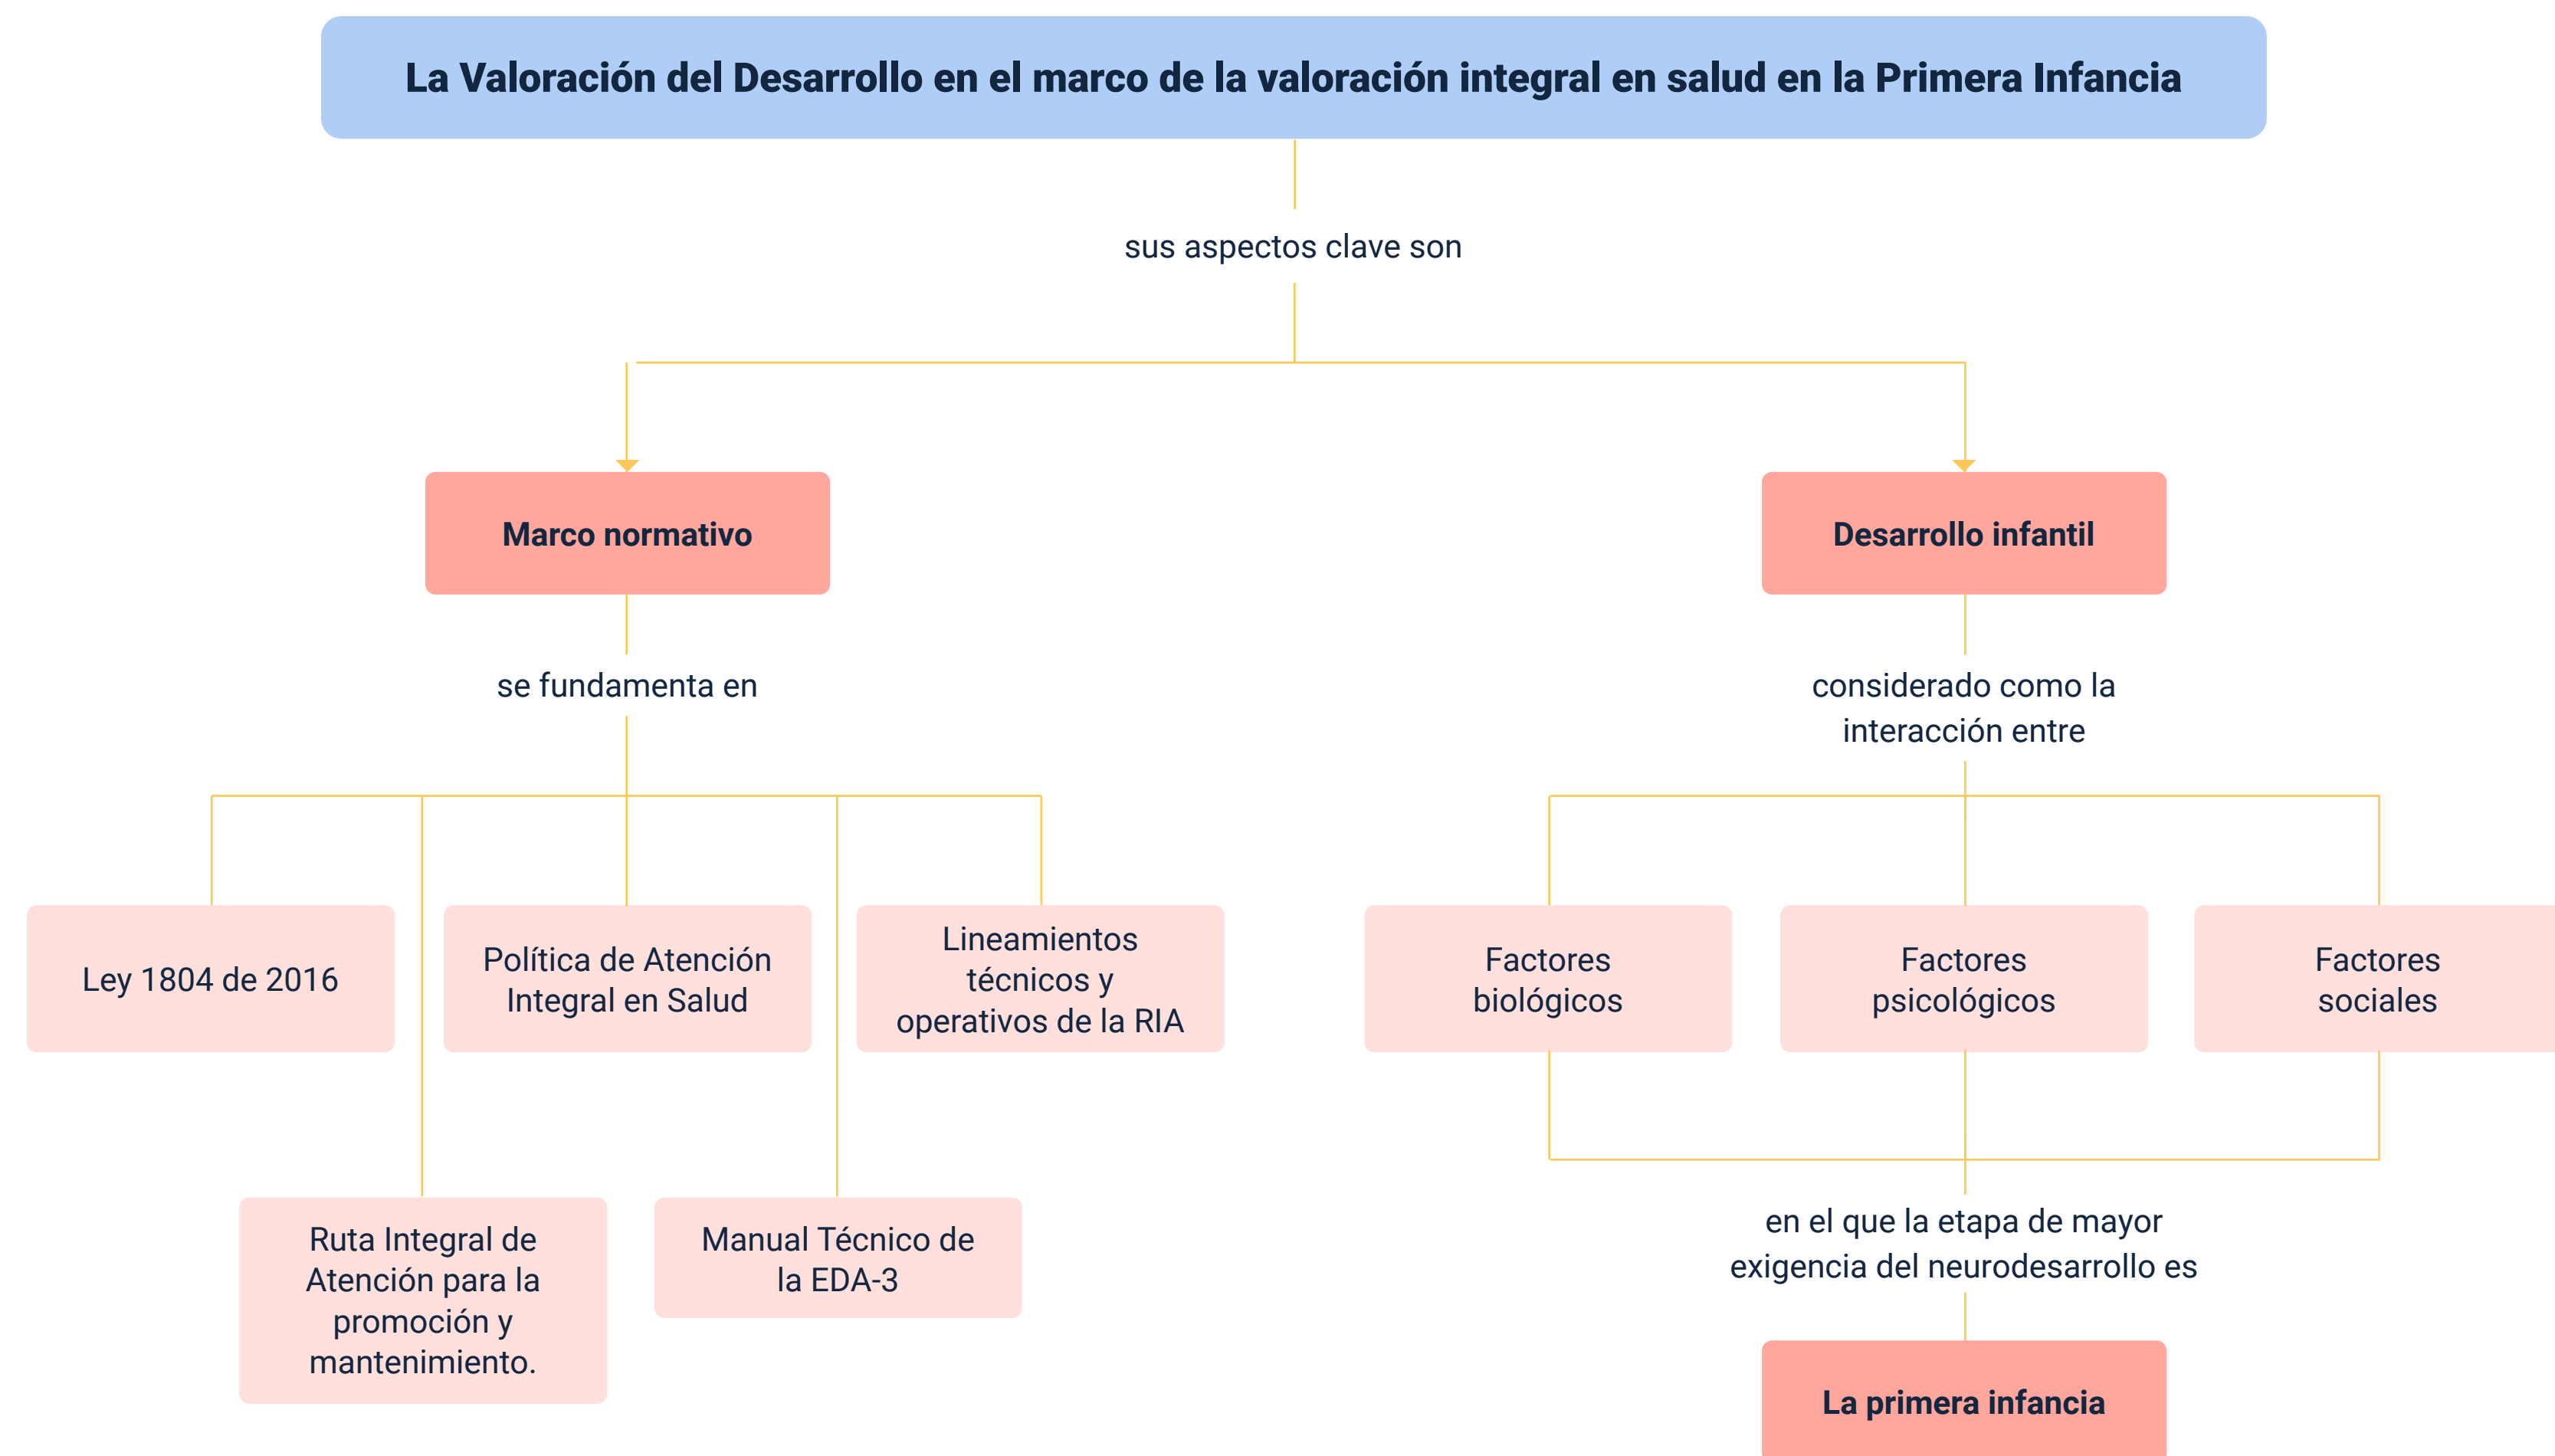 La Valoración del Desarrollo en el marco de la valoración integral en salud en la Primera Infancia
sus aspectos clave son
Marco normativo
Desarrollo infantil
se fundamenta en
considerado como la
interacción entre
Ley 1804 de 2016
Política de Atención
Integral en Salud
Lineamientos
técnicos y
operativos de la RIA
Factores
biológicos
Factores
psicológicos
Factores
sociales
Ruta Integral de
Atención para la
promoción y
mantenimiento.
Manual Técnico de
la EDA-3
en el que la etapa de mayor
exigencia del neurodesarrollo es
La primera infancia